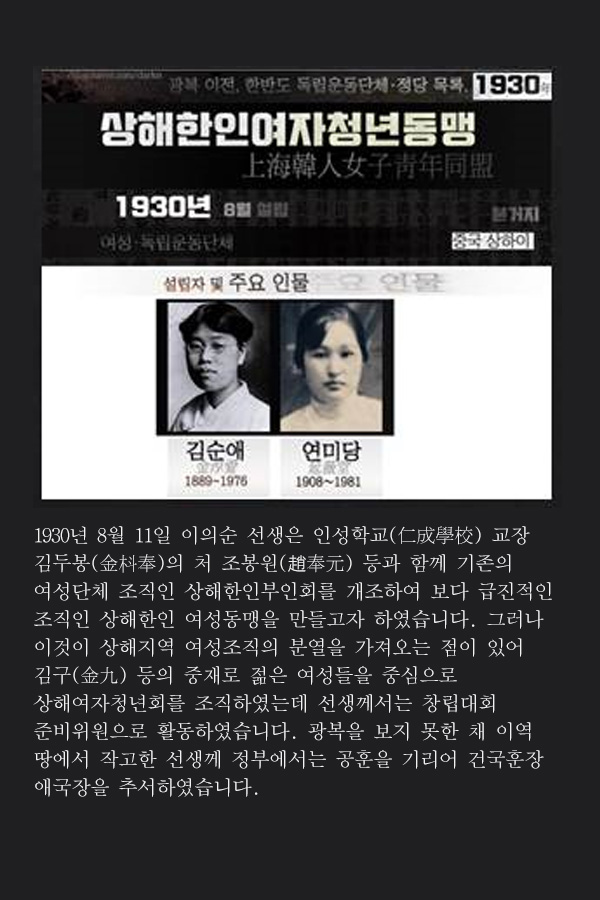 광복 이전, 한반도 독립운동단체·정당 목록, 1930年
상해한인여자청년동맹
上海韓人女子靑年同盟
1930년 8월 설립
본거지
여성·독립운동단체
중국 상하이
설립자 및 주요 인물
김순애 연미당
1889~1976 1908~1981
1930년 8월 11일 이의순 선생은 인성학교(仁成學校) 교장
김두봉(金枓奉)의 처 조봉원(趙奉元) 등과 함께 기존의
여성단체 조직인 상해한인부인회를 개조하여 보다 급진적인
조직인 상해한인 여성동맹을 만들고자 하였습니다. 그러나
이것이 상해지역 여성조직의 분열을 가져오는 점이 있어
김구(金九) 등의 중재로 젊은 여성들을 중심으로
상해여자청년회를 조직하였는데 선생께서는 창립대회
준비위원으로 활동하였습니다. 광복을 보지 못한 채 이역
땅에서 작고한 선생께 정부에서는 공훈을 기리어 건국훈장
애국장을 추서하였습니다.